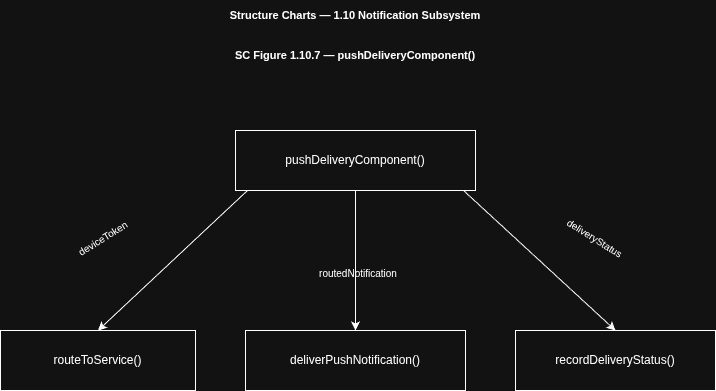 Structure Charts — 1.10 Notification Subsystem
SC Figure 1.10.7 — pushDeliveryComponent()
pushDeliveryComponent()
deviceToken
deliveryStatus
routedNotification
routeToService()
deliverPushNotification()
recordDeliveryStatus()